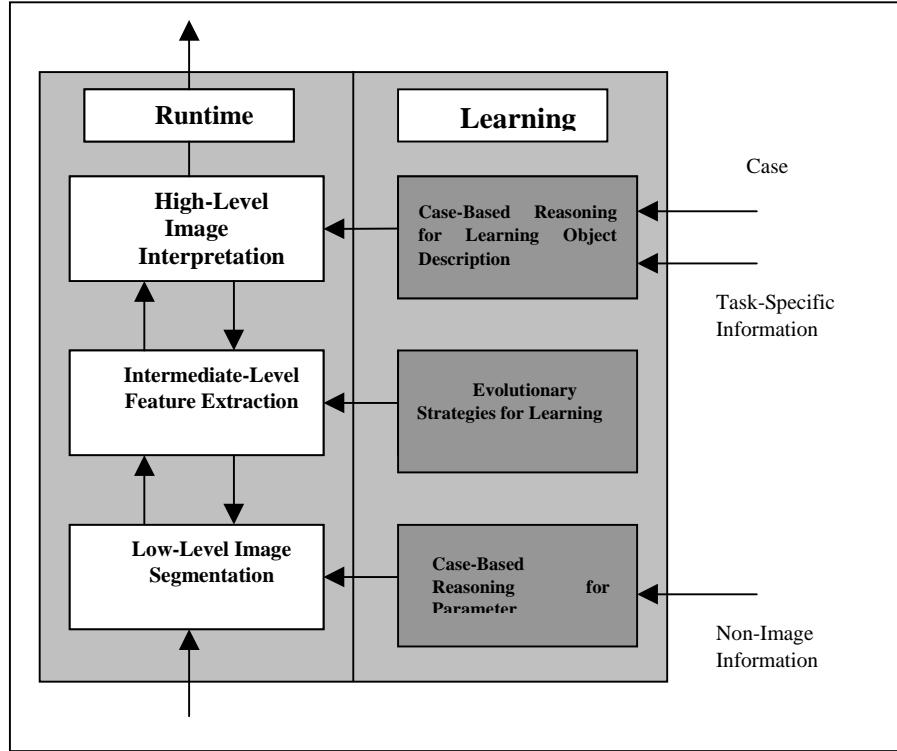 Runtime
Learning
High-Level
Image
Interpretation
Case-Based Reasoning
for Learning Object
Description
Case
Task-Specific
Information
Intermediate-Level
Feature Extraction
Evolutionary
Strategies for Learning
Low-Level Image
Segmentation
Case-Based
Reasoning for
Parameter
Non-Image
Information